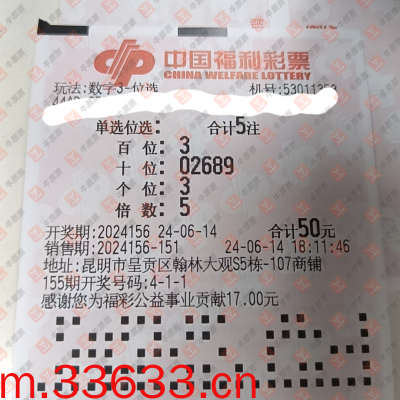 中国福利彩票
CHINA WELFARE LOTTERY
玩法:数字3-位选 机号:5301135
单选位选: 合计5注
百 位: 3
十 位: 02689
个 位: 3
倍 数: 5
开奖期:2024156 24-06-14 合计50元
销售期:2024156-151 24-06-14 18:11:46
地址:昆明市呈贡区翰林大观S5栋-107商铺
155期开奖号码:4-1-1
感谢您为福彩公益事业贡献17.00元
m.33633.cn